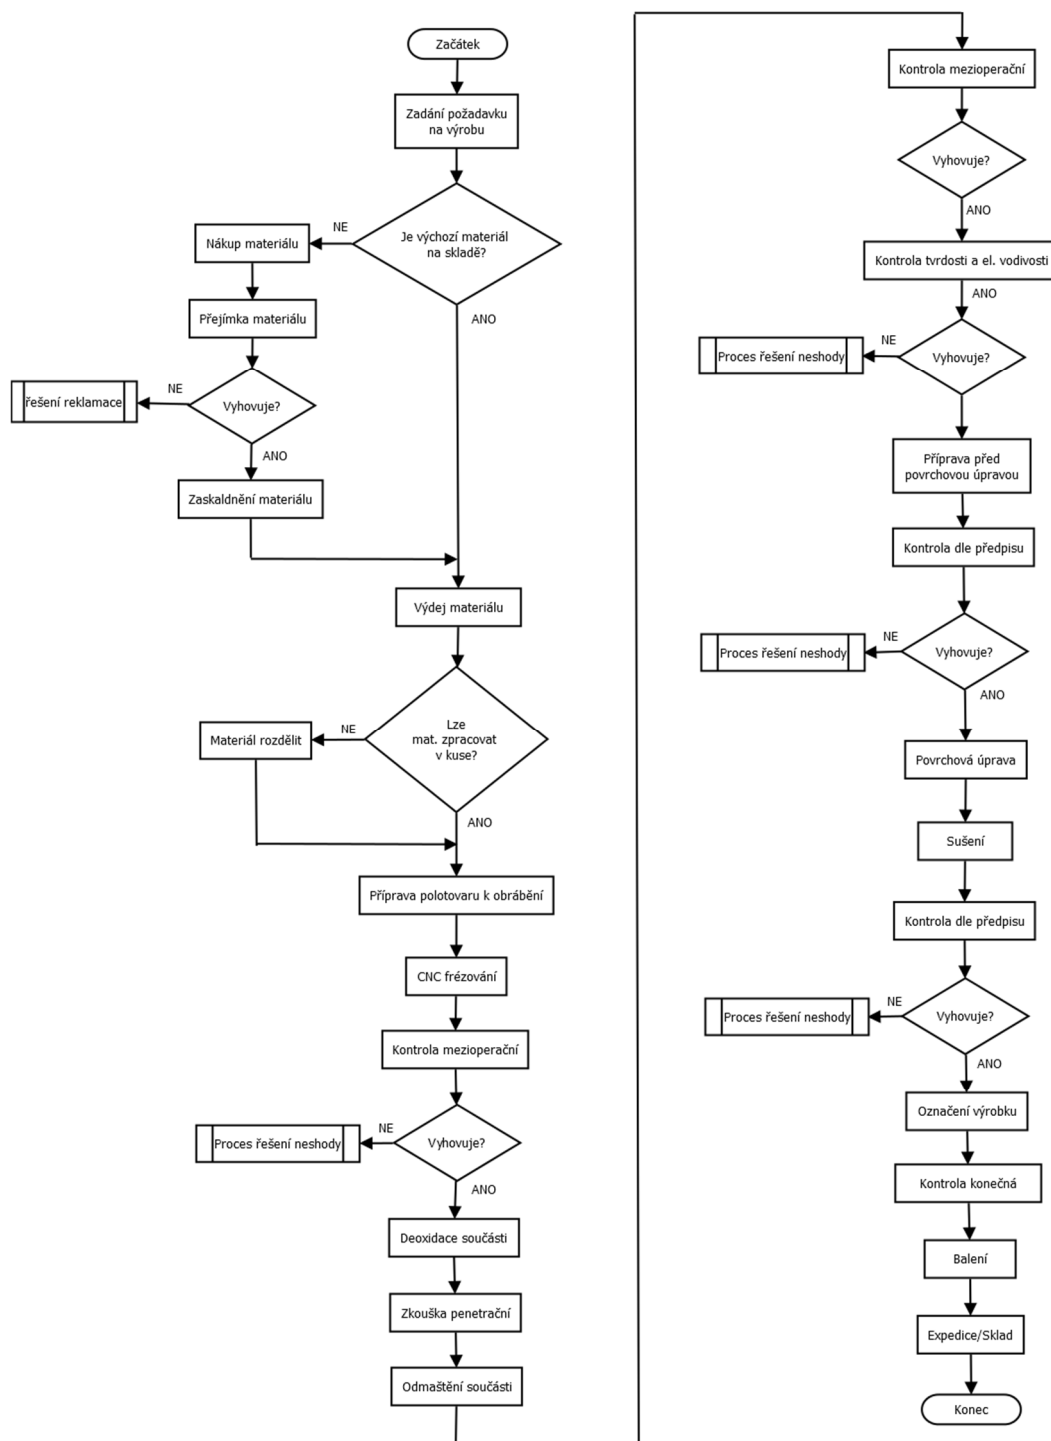 Začátek
Zadání požadavku
na výrobu
Je výchozí materiál
na skladě?
NE
Nákup materiálu
Přejímka materiálu
ANO
Vyhovuje?
NE
řešení reklamace
ANO
Zaskaldnění materiálu
Výdej materiálu
Lze
mat. zpracovat
v kuse?
NE
Materiál rozdělit
ANO
Příprava polotovaru k obrábění
CNC frézování
Kontrola mezioperační
Vyhovuje?
NE
Proces řešení neshody
ANO
Deoxidace součásti
Zkouška penetrační
Odmaštění součásti
Kontrola mezioperační
Vyhovuje?
ANO
Kontrola tvrdosti a el. vodivosti
ANO
Vyhovuje?
NE
Proces řešení neshody
Příprava před
povrchovou úpravou
Kontrola dle předpisu
Vyhovuje?
NE
Proces řešení neshody
ANO
Povrchová úprava
Sušení
Kontrola dle předpisu
Vyhovuje?
NE
Proces řešení neshody
ANO
Označení výrobku
Kontrola konečná
Balení
Expedice/Sklad
Konec